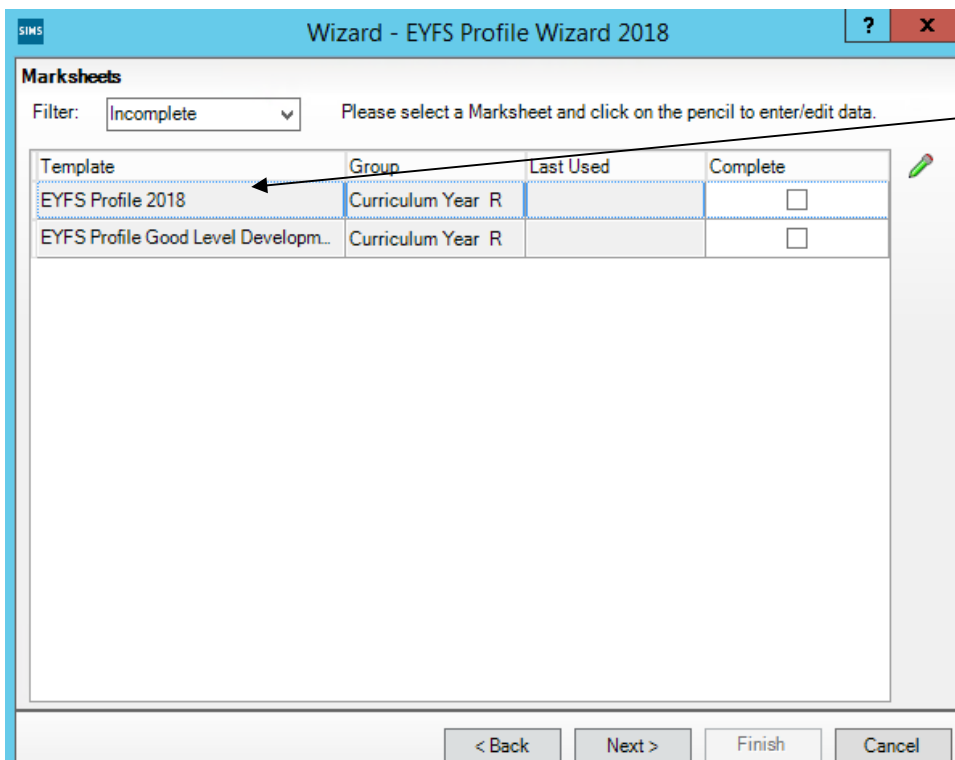 SIMS Wizard - EYFS Profile Wizard 2018 ? x
Marksheets
Filter: Incomplete Please select a Marksheet and click on the pencil to enter/edit data.
Template Group Last Used Complete
EYFS Profile 2018 Curriculum Year R
EYFS Profile Good Level Developm... Curriculum Year R
< Back Next > Finish Cancel